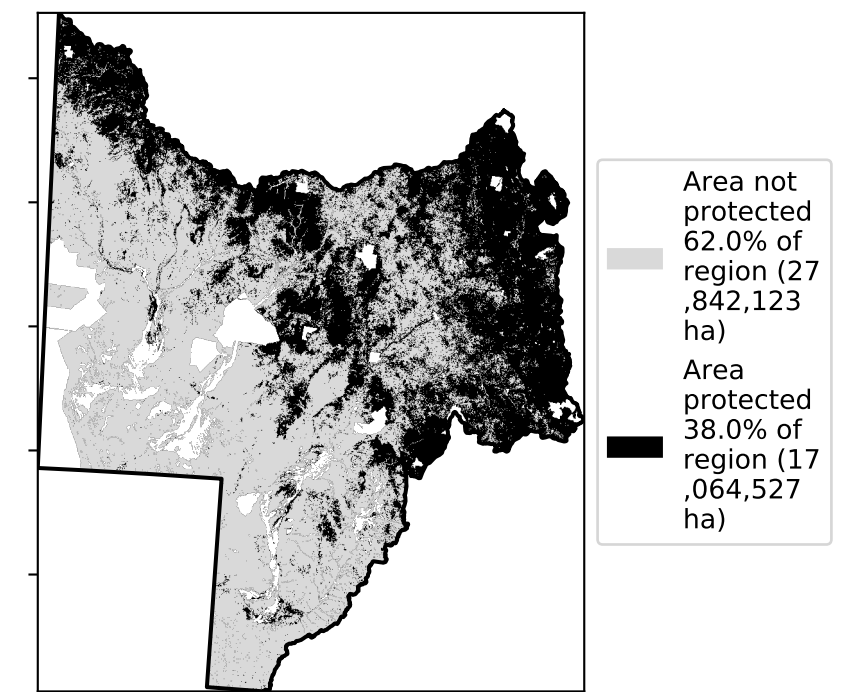 Area not
protected
62.0% of
region (27
,842,123
ha)
Area
protected
38.0% of
region (17
,064,527
ha)